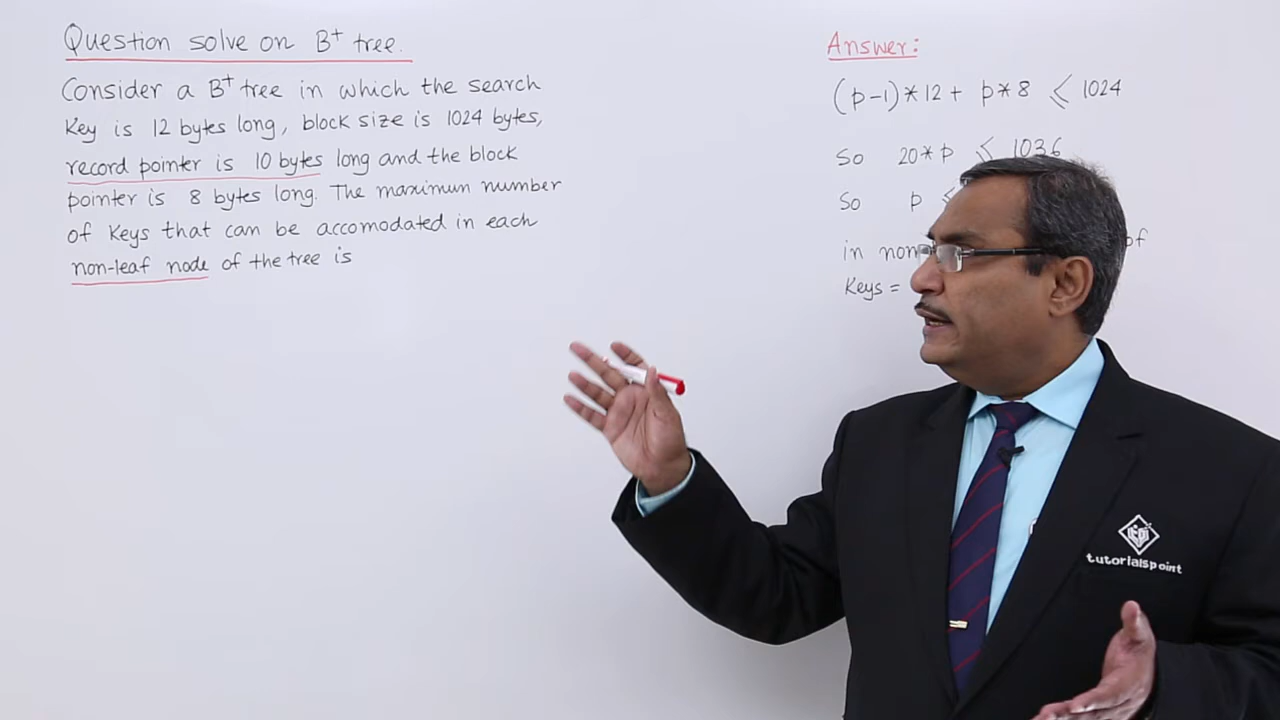 Question solve on B+ tree.
Consider a B+ tree in which the search
Key is 12 bytes long, block size is 1024 bytes,
record pointer is 10 bytes long and the block
pointer is 8 bytes long. The maximum number
of Keys that can be accomodated in each
non-leaf node of the tree is
Answer:
(p-1)*12 + p*8 ≤ 1024
So 20*p ≤ 1036
So p ≤
in non of
Keys =
tutorialspoint